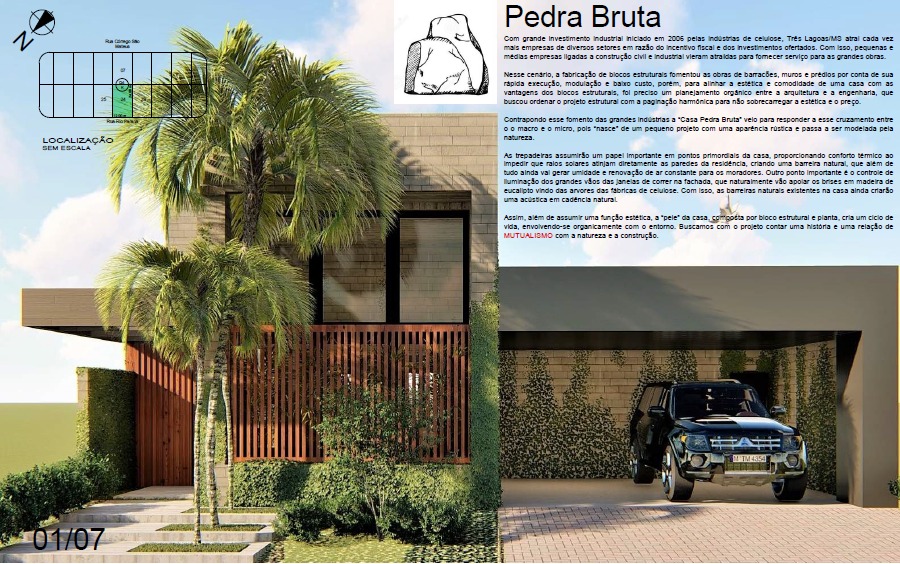 N
Rua Córrego São
Mateus
07
25
24
Rua Rio Paraná
LOCALIZAÇÃO
SEM ESCALA
Pedra Bruta
Com grande investimento industrial iniciado em 2006 pelas indústrias de celulose, Três Lagoas/MS atrai cada vez
mais empresas de diversos setores em razão do incentivo fiscal e dos investimentos ofertados. Com isso, pequenas e
médias empresas ligadas a construção civil e industrial vieram atraídas para fornecer serviço para as grandes obras.
Nesse cenário, a fabricação de blocos estruturais fomentou as obras de barracões, muros e prédios por conta de sua
rápida execução, modulação e baixo custo, porém, para alinhar a estética e comodidade de uma casa com as
vantagens dos blocos estruturais, foi preciso um planejamento orgânico entre a arquitetura e a engenharia, que
buscou ordenar o projeto estrutural com a paginação harmônica para não sobrecarregar a estética e o preço.
Contrapondo esse fomento das grandes indústrias a "Casa Pedra Bruta" veio para responder a esse cruzamento entre
o o macro e o micro, pois "nasce" de um pequeno projeto com uma aparência rústica e passa a ser modelada pela
natureza.
As trepadeiras assumirão um papel importante em pontos primordiais da casa, proporcionando conforto térmico ao
impedir que raios solares atinjam diretamente as paredes da residência, criando uma barreira natural, que além de
tudo ainda vai gerar umidade e renovação de ar constante para os moradores. Outro ponto importante é o controle de
iluminação dos grandes vãos das janelas de correr na fachada, que naturalmente vão apoiar os brises em madeira de
eucalipto vindo das arvores das fábricas de celulose. Com isso, as barreiras naturais existentes na casa ainda criarão
uma acústica em cadência natural.
Assim, além de assumir uma função estética, a "pele" da casa, composta por bloco estrutural e planta, cria um ciclo de
vida, envolvendo-se organicamente com o entorno. Buscamos com o projeto contar uma história e uma relação de
MUTUALISMO com a natureza e a construção.
01/07